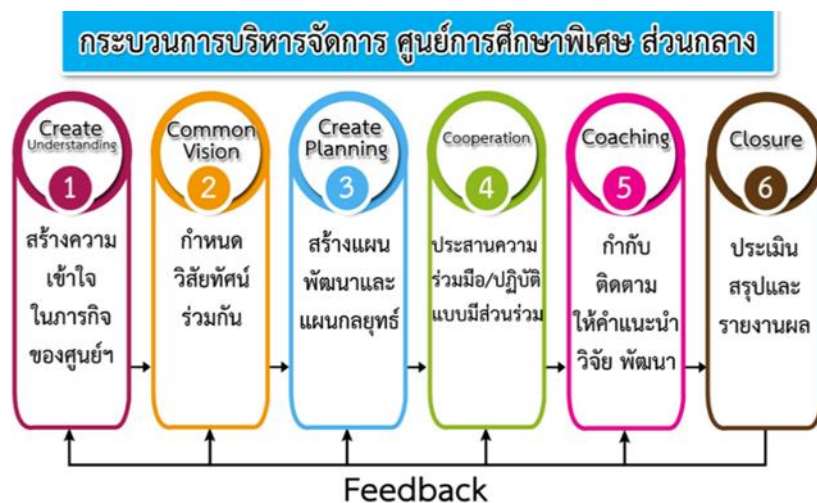 กระบวนการบริหารจัดการ ศูนย์การศึกษาพิเศษ ส่วนกลาง
Create
Understanding
1
สร้างความ
เข้าใจ
ในภารกิจ
ของศูนย์ฯ
Common
Vision
2
กำหนด
วิสัยทัศน์
ร่วมกัน
Create
Planning
3
สร้างแผน
พัฒนาและ
แผนกลยุทธ์
Cooperation
4
ประสานความ
ร่วมมือ/ปฏิบัติ
แบบมีส่วนร่วม
Coaching
5
กำกับ
ติดตาม
ให้คำแนะนำ
วิจัย พัฒนา
Closure
6
ประเมิน
สรุปและ
รายงานผล
Feedback